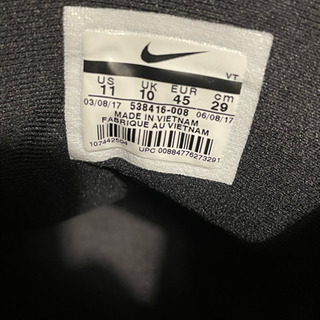 VT
US UK EUR cm
11 10 45 29
03/08/17 538416-008 06/08/17
MADE IN VIETNAM
FABRIQUE AU VIETNAM
107442504
UPC 00884776273291